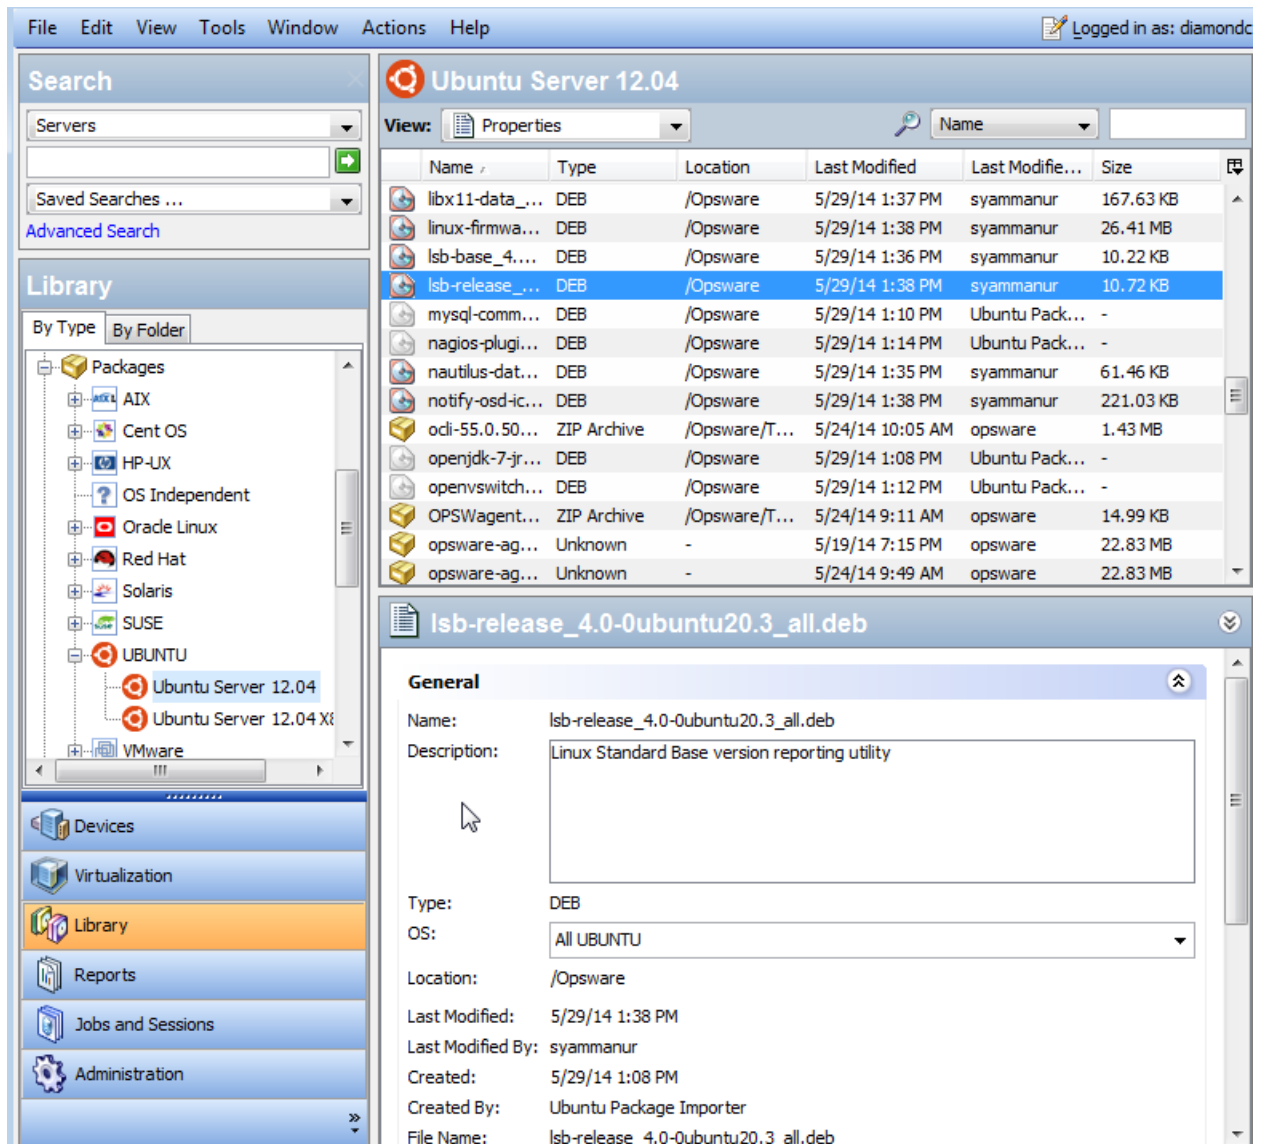 File Edit View Tools Window Actions Help Logged in as: diamondc
Search
Servers
Saved Searches ...
Advanced Search
Library
By Type By Folder
Packages
AIX
Cent OS
HP-UX
OS Independent
Oracle Linux
Red Hat
Solaris
SUSE
UBUNTU
Ubuntu Server 12.04
Ubuntu Server 12.04 X8
VMware
Devices
Virtualization
Library
Reports
Jobs and Sessions
Administration
Ubuntu Server 12.04
View: Properties Name
Name Type Location Last Modified Last Modifie... Size
libx11-data_... DEB /Opsware 5/29/14 1:37 PM syammanur 167.63 KB
linux-firmwa... DEB /Opsware 5/29/14 1:38 PM syammanur 26.41 MB
lsb-base_4.... DEB /Opsware 5/29/14 1:36 PM syammanur 10.22 KB
lsb-release_... DEB /Opsware 5/29/14 1:38 PM syammanur 10.72 KB
mysql-comm... DEB /Opsware 5/29/14 1:10 PM Ubuntu Pack... -
nagios-plugi... DEB /Opsware 5/29/14 1:14 PM Ubuntu Pack... -
nautilus-dat... DEB /Opsware 5/29/14 1:35 PM syammanur 61.46 KB
notify-osd-ic... DEB /Opsware 5/29/14 1:38 PM syammanur 221.03 KB
ocli-55.0.50... ZIP Archive /Opsware/T... 5/24/14 10:05 AM opsware 1.43 MB
openjdk-7-jr... DEB /Opsware 5/29/14 1:08 PM Ubuntu Pack... -
openvswitch... DEB /Opsware 5/29/14 1:12 PM Ubuntu Pack... -
OPSWagent... ZIP Archive /Opsware/T... 5/24/14 9:11 AM opsware 14.99 KB
opsware-ag... Unknown - 5/19/14 7:15 PM opsware 22.83 MB
opsware-ag... Unknown - 5/24/14 9:49 AM opsware 22.83 MB
lsb-release_4.0-0ubuntu20.3_all.deb
General
Name: lsb-release_4.0-0ubuntu20.3_all.deb
Description: Linux Standard Base version reporting utility
Type: DEB
OS: All UBUNTU
Location: /Opsware
Last Modified: 5/29/14 1:38 PM
Last Modified By: syammanur
Created: 5/29/14 1:08 PM
Created By: Ubuntu Package Importer
File Name: lsb-release_4.0-0ubuntu20.3_all.deb